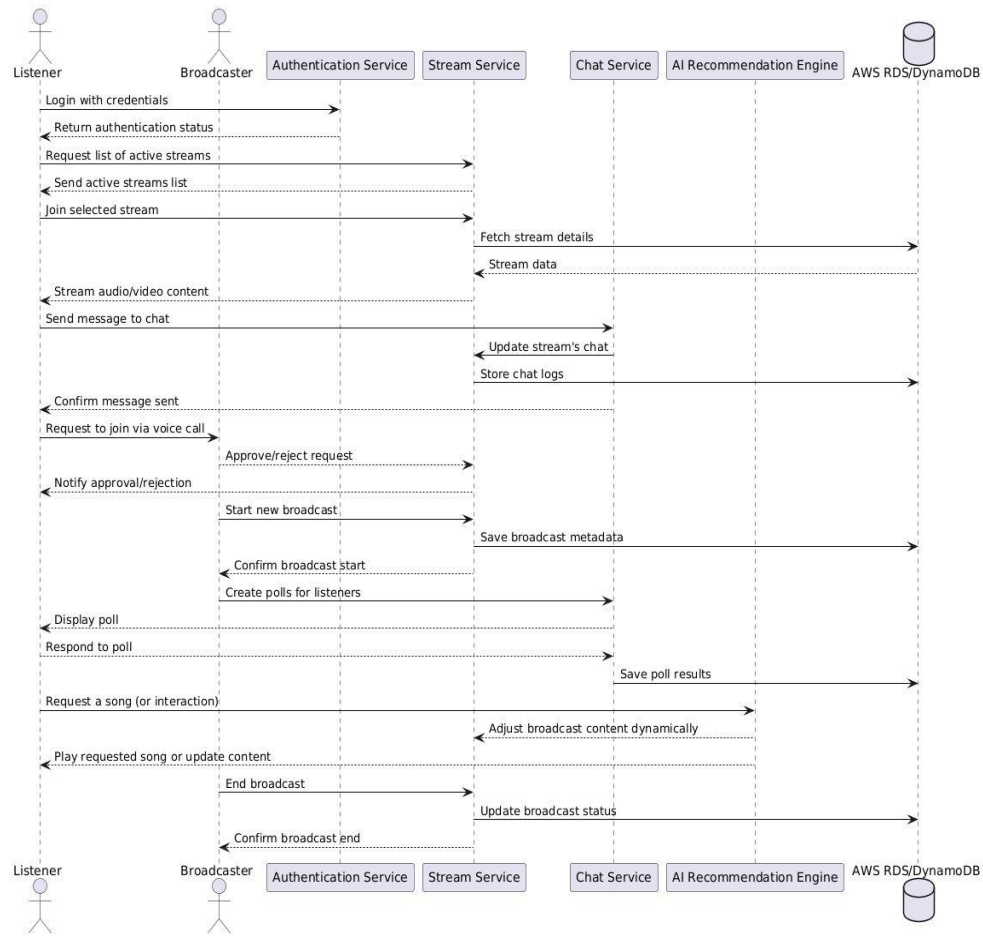 Listener
Broadcaster
Authentication Service
Stream Service
Chat Service
AI Recommendation Engine
AWS RDS/DynamoDB
Login with credentials
Return authentication status
Request list of active streams
Send active streams list
Join selected stream
Fetch stream details
Stream data
Stream audio/video content
Send message to chat
Update stream's chat
Store chat logs
Confirm message sent
Request to join via voice call
Approve/reject request
Notify approval/rejection
Start new broadcast
Save broadcast metadata
Confirm broadcast start
Create polls for listeners
Display poll
Respond to poll
Save poll results
Request a song (or interaction)
Adjust broadcast content dynamically
Play requested song or update content
End broadcast
Update broadcast status
Confirm broadcast end
Listener
Broadcaster
Authentication Service
Stream Service
Chat Service
AI Recommendation Engine
AWS RDS/DynamoDB